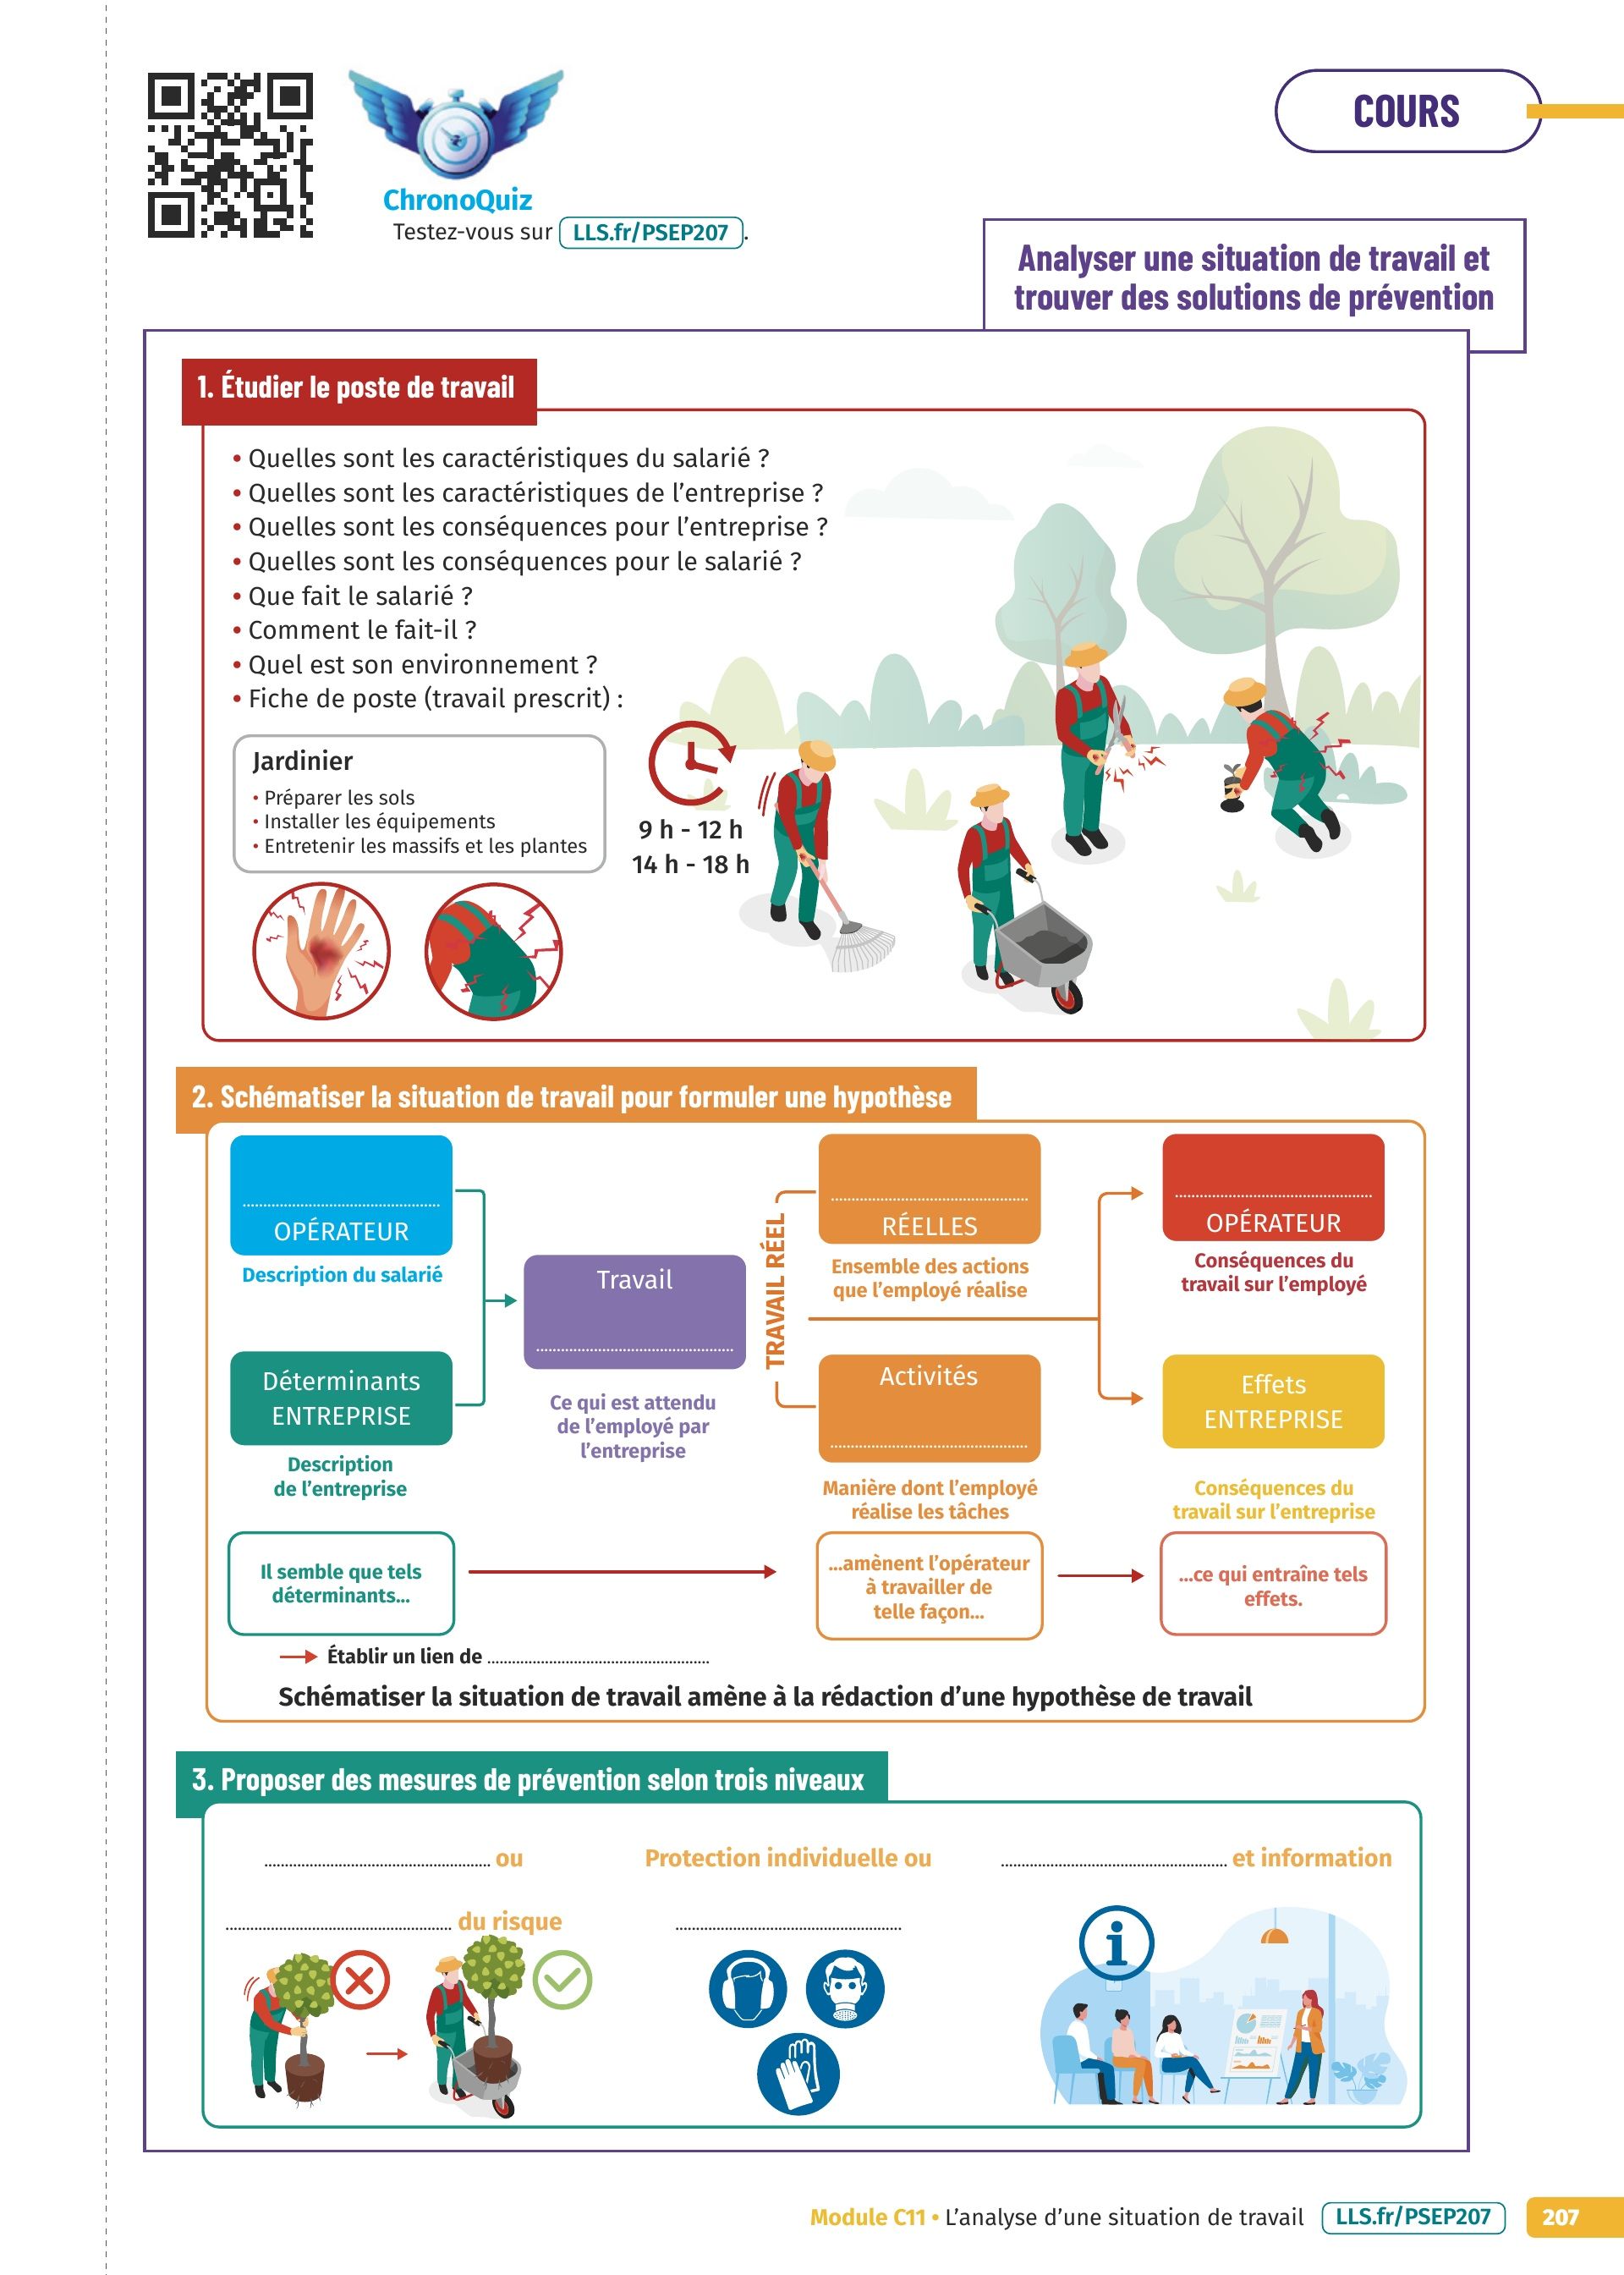 ChronoQuiz
Testez-vous sur LLS.fr/PSEP207.
COURS
Analyser une situation de travail et
trouver des solutions de prévention
1. Étudier le poste de travail
• Quelles sont les caractéristiques du salarié ?
• Quelles sont les caractéristiques de l'entreprise ?
• Quelles sont les conséquences pour l'entreprise ?
• Quelles sont les conséquences pour le salarié ?
• Que fait le salarié ?
• Comment le fait-il ?
• Quel est son environnement ?
• Fiche de poste (travail prescrit) :
Jardinier
• Préparer les sols
• Installer les équipements
• Entretenir les massifs et les plantes
9 h - 12 h
14 h - 18 h
2. Schématiser la situation de travail pour formuler une hypothèse
OPÉRATEUR
Description du salarié
Déterminants
ENTREPRISE
Description
de l'entreprise
Travail
Ce qui est attendu
de l'employé par
l'entreprise
TRAVAIL RÉEL
RÉELLES
Ensemble des actions
que l'employé réalise
Activités
Manière dont l'employé
réalise les tâches
OPÉRATEUR
Conséquences du
travail sur l'employé
Effets
ENTREPRISE
Conséquences du
travail sur l'entreprise
Il semble que tels
déterminants...
...amènent l'opérateur
à travailler de
telle façon...
...ce qui entraîne tels
effets.
Établir un lien de ......................................................
Schématiser la situation de travail amène à la rédaction d'une hypothèse de travail
3. Proposer des mesures de prévention selon trois niveaux
...................................................... ou
...................................................... du risque
Protection individuelle ou
......................................................
...................................................... et information
i
Module C11 • L'analyse d'une situation de travail LLS.fr/PSEP207 207